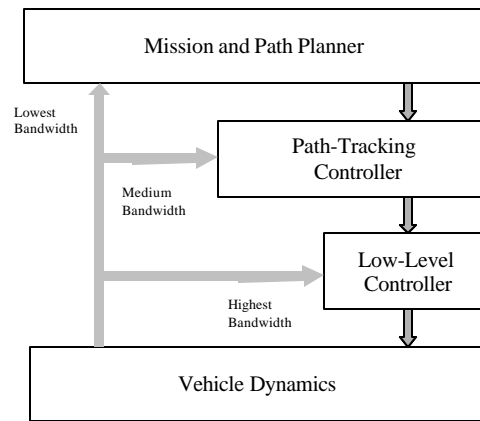 Mission and Path Planner
Lowest
Bandwidth
Path-Tracking
Controller
Medium
Bandwidth
Low-Level
Controller
Highest
Bandwidth
Vehicle Dynamics